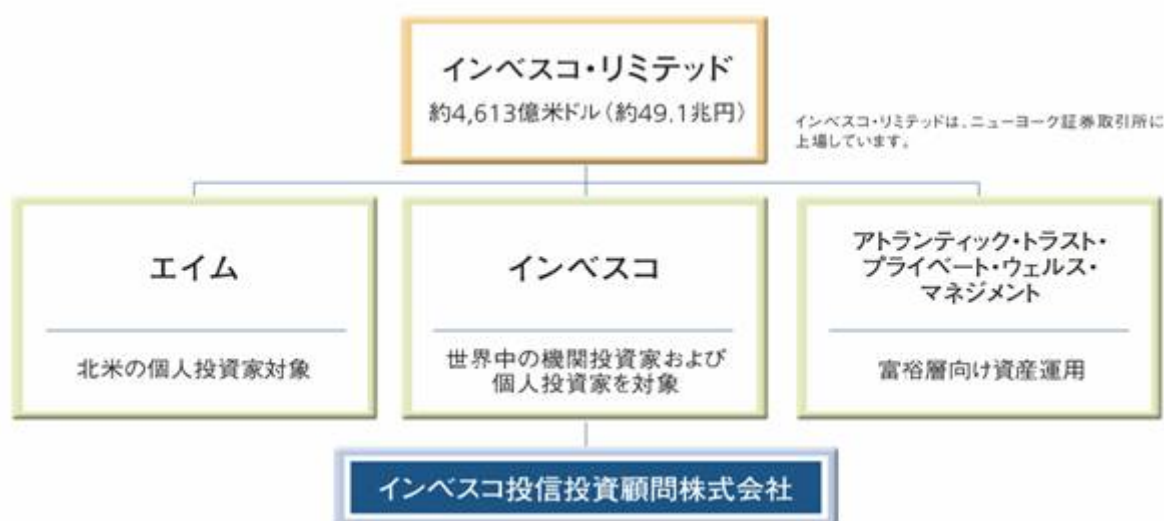 インベスコ・リミテッド
約4,613億米ドル(約49.1兆円)
インベスコ・リミテッドは、ニューヨーク証券取引所に
上場しています。
エイム
北米の個人投資家対象
インベスコ
世界中の機関投資家および
個人投資家を対象
アトランティック・トラスト・
プライベート・ウェルス・
マネジメント
富裕層向け資産運用
インベスコ投信投資顧問株式会社